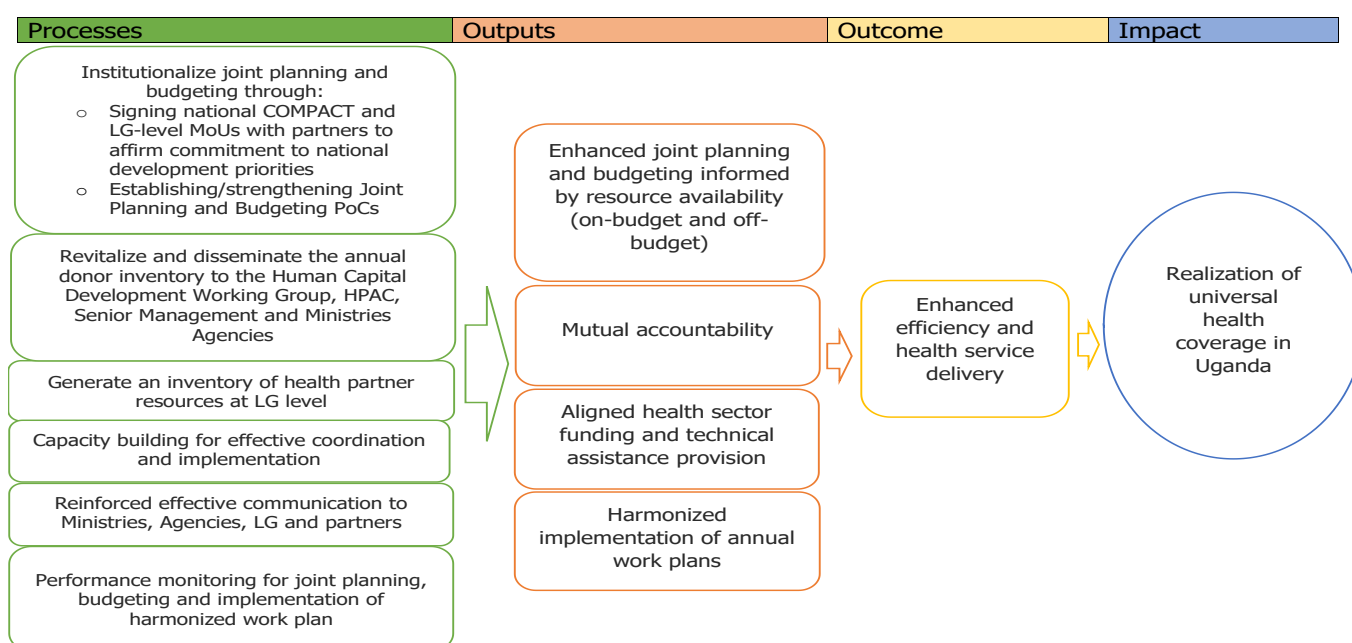 Processes
Outputs
Outcome
Impact
Institutionalize joint planning and
budgeting through:
o Signing national COMPACT and
LG-level MoUs with partners to
affirm commitment to national
development priorities
o Establishing/strengthening Joint
Planning and Budgeting PoCs
Revitalize and disseminate the annual
donor inventory to the Human Capital
Development Working Group, HPAC,
Senior Management and Ministries
Agencies
Generate an inventory of health partner
resources at LG level
Capacity building for effective coordination
and implementation
Reinforced effective communication to
Ministries, Agencies, LG and partners
Performance monitoring for joint planning,
budgeting and implementation of
harmonized work plan
Enhanced joint planning
and budgeting informed
by resource availability
(on-budget and off-
budget)
Mutual accountability
Aligned health sector
funding and technical
assistance provision
Harmonized
implementation of annual
work plans
Enhanced
efficiency and
health service
delivery
Realization of
universal
health
coverage in
Uganda